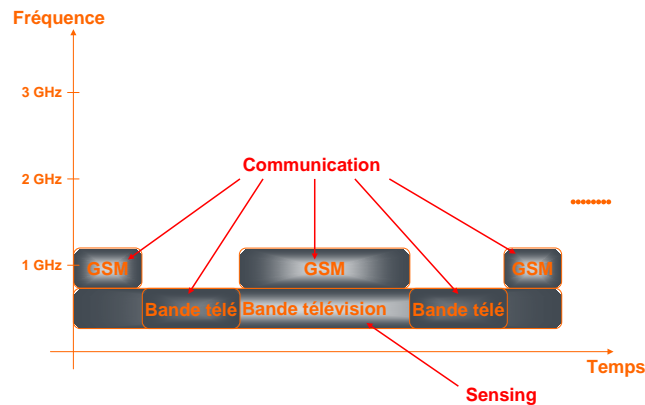 Fréquence
3 GHz
2 GHz
Communication
1 GHz
GSM
GSM
GSM
Bande télé
Bande télévision
Bande télé
Temps
Sensing